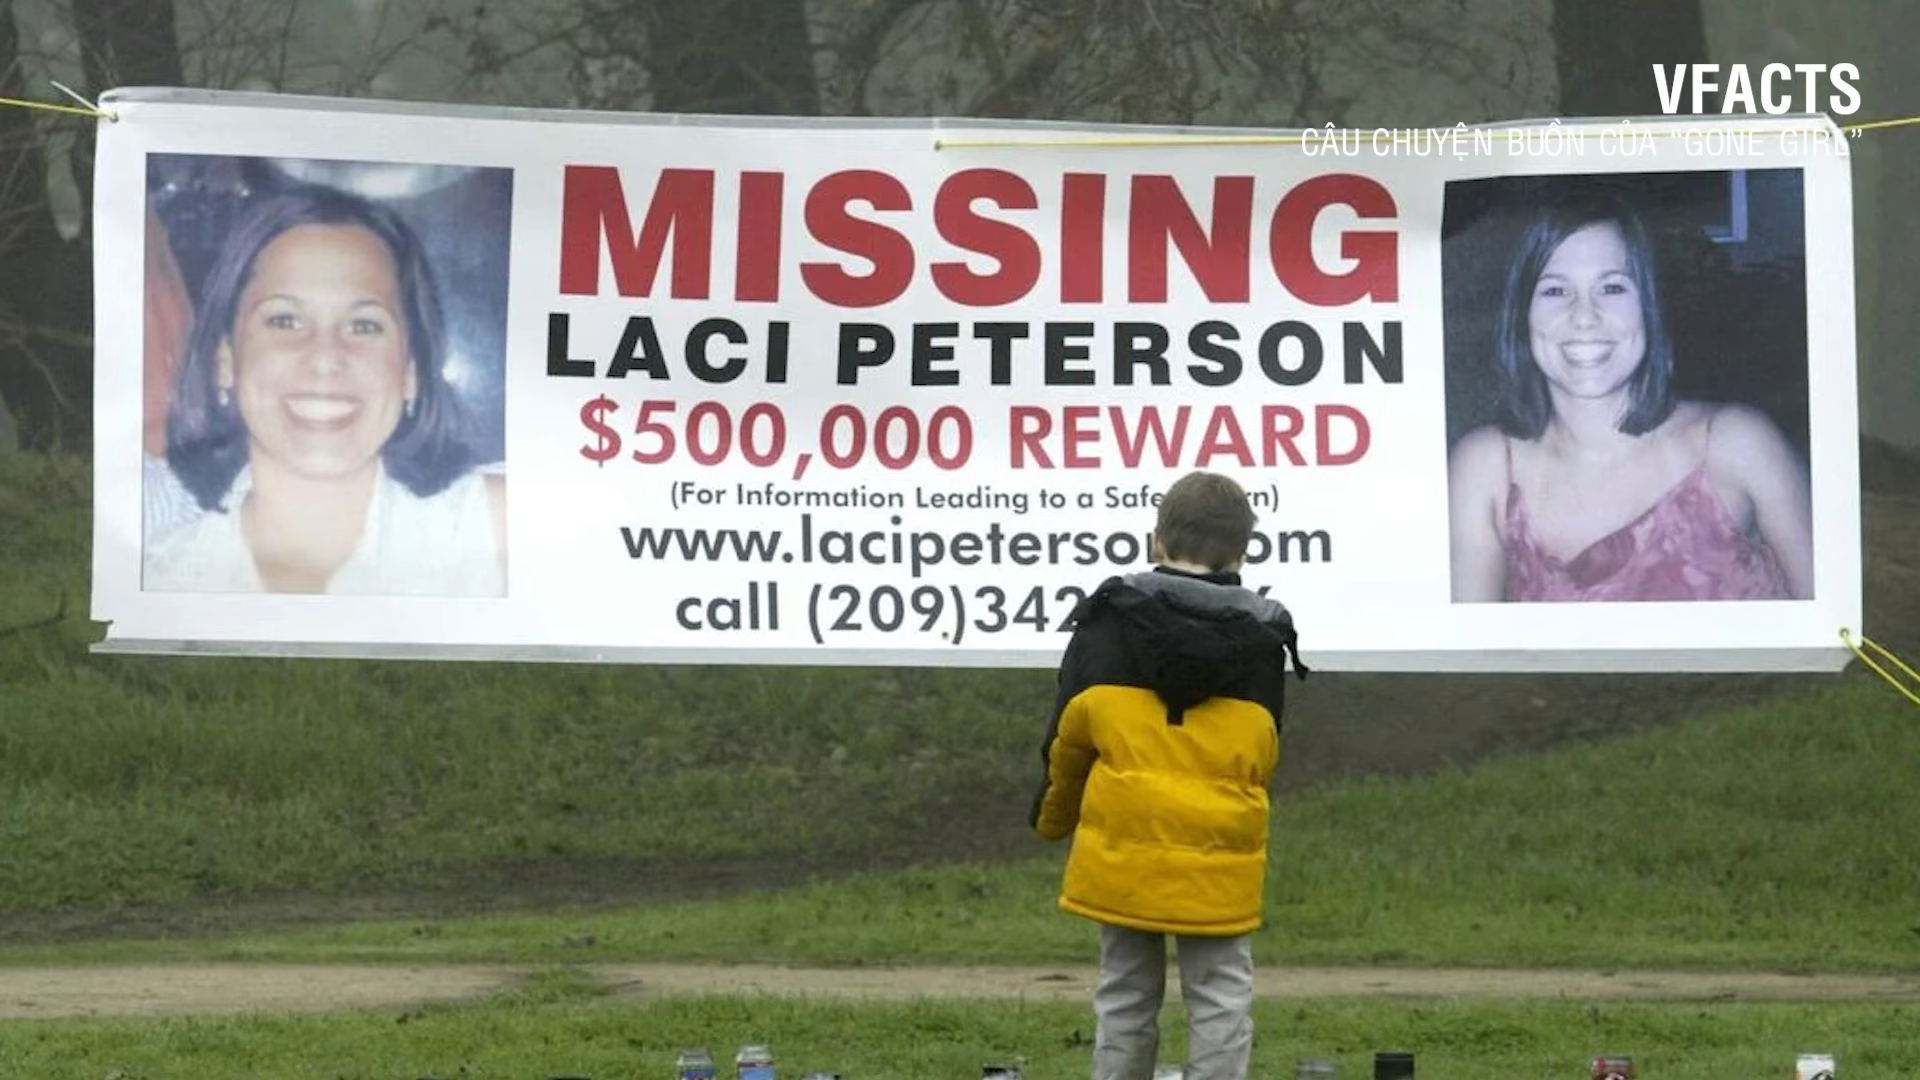 VFACTS
CÂU CHUYỆN BUỒN CỦA “GONE GIRL”
MISSING
LACI PETERSON
$500,000 REWARD
(For Information Leading to a
www.lacipeterson.com
call (209)342